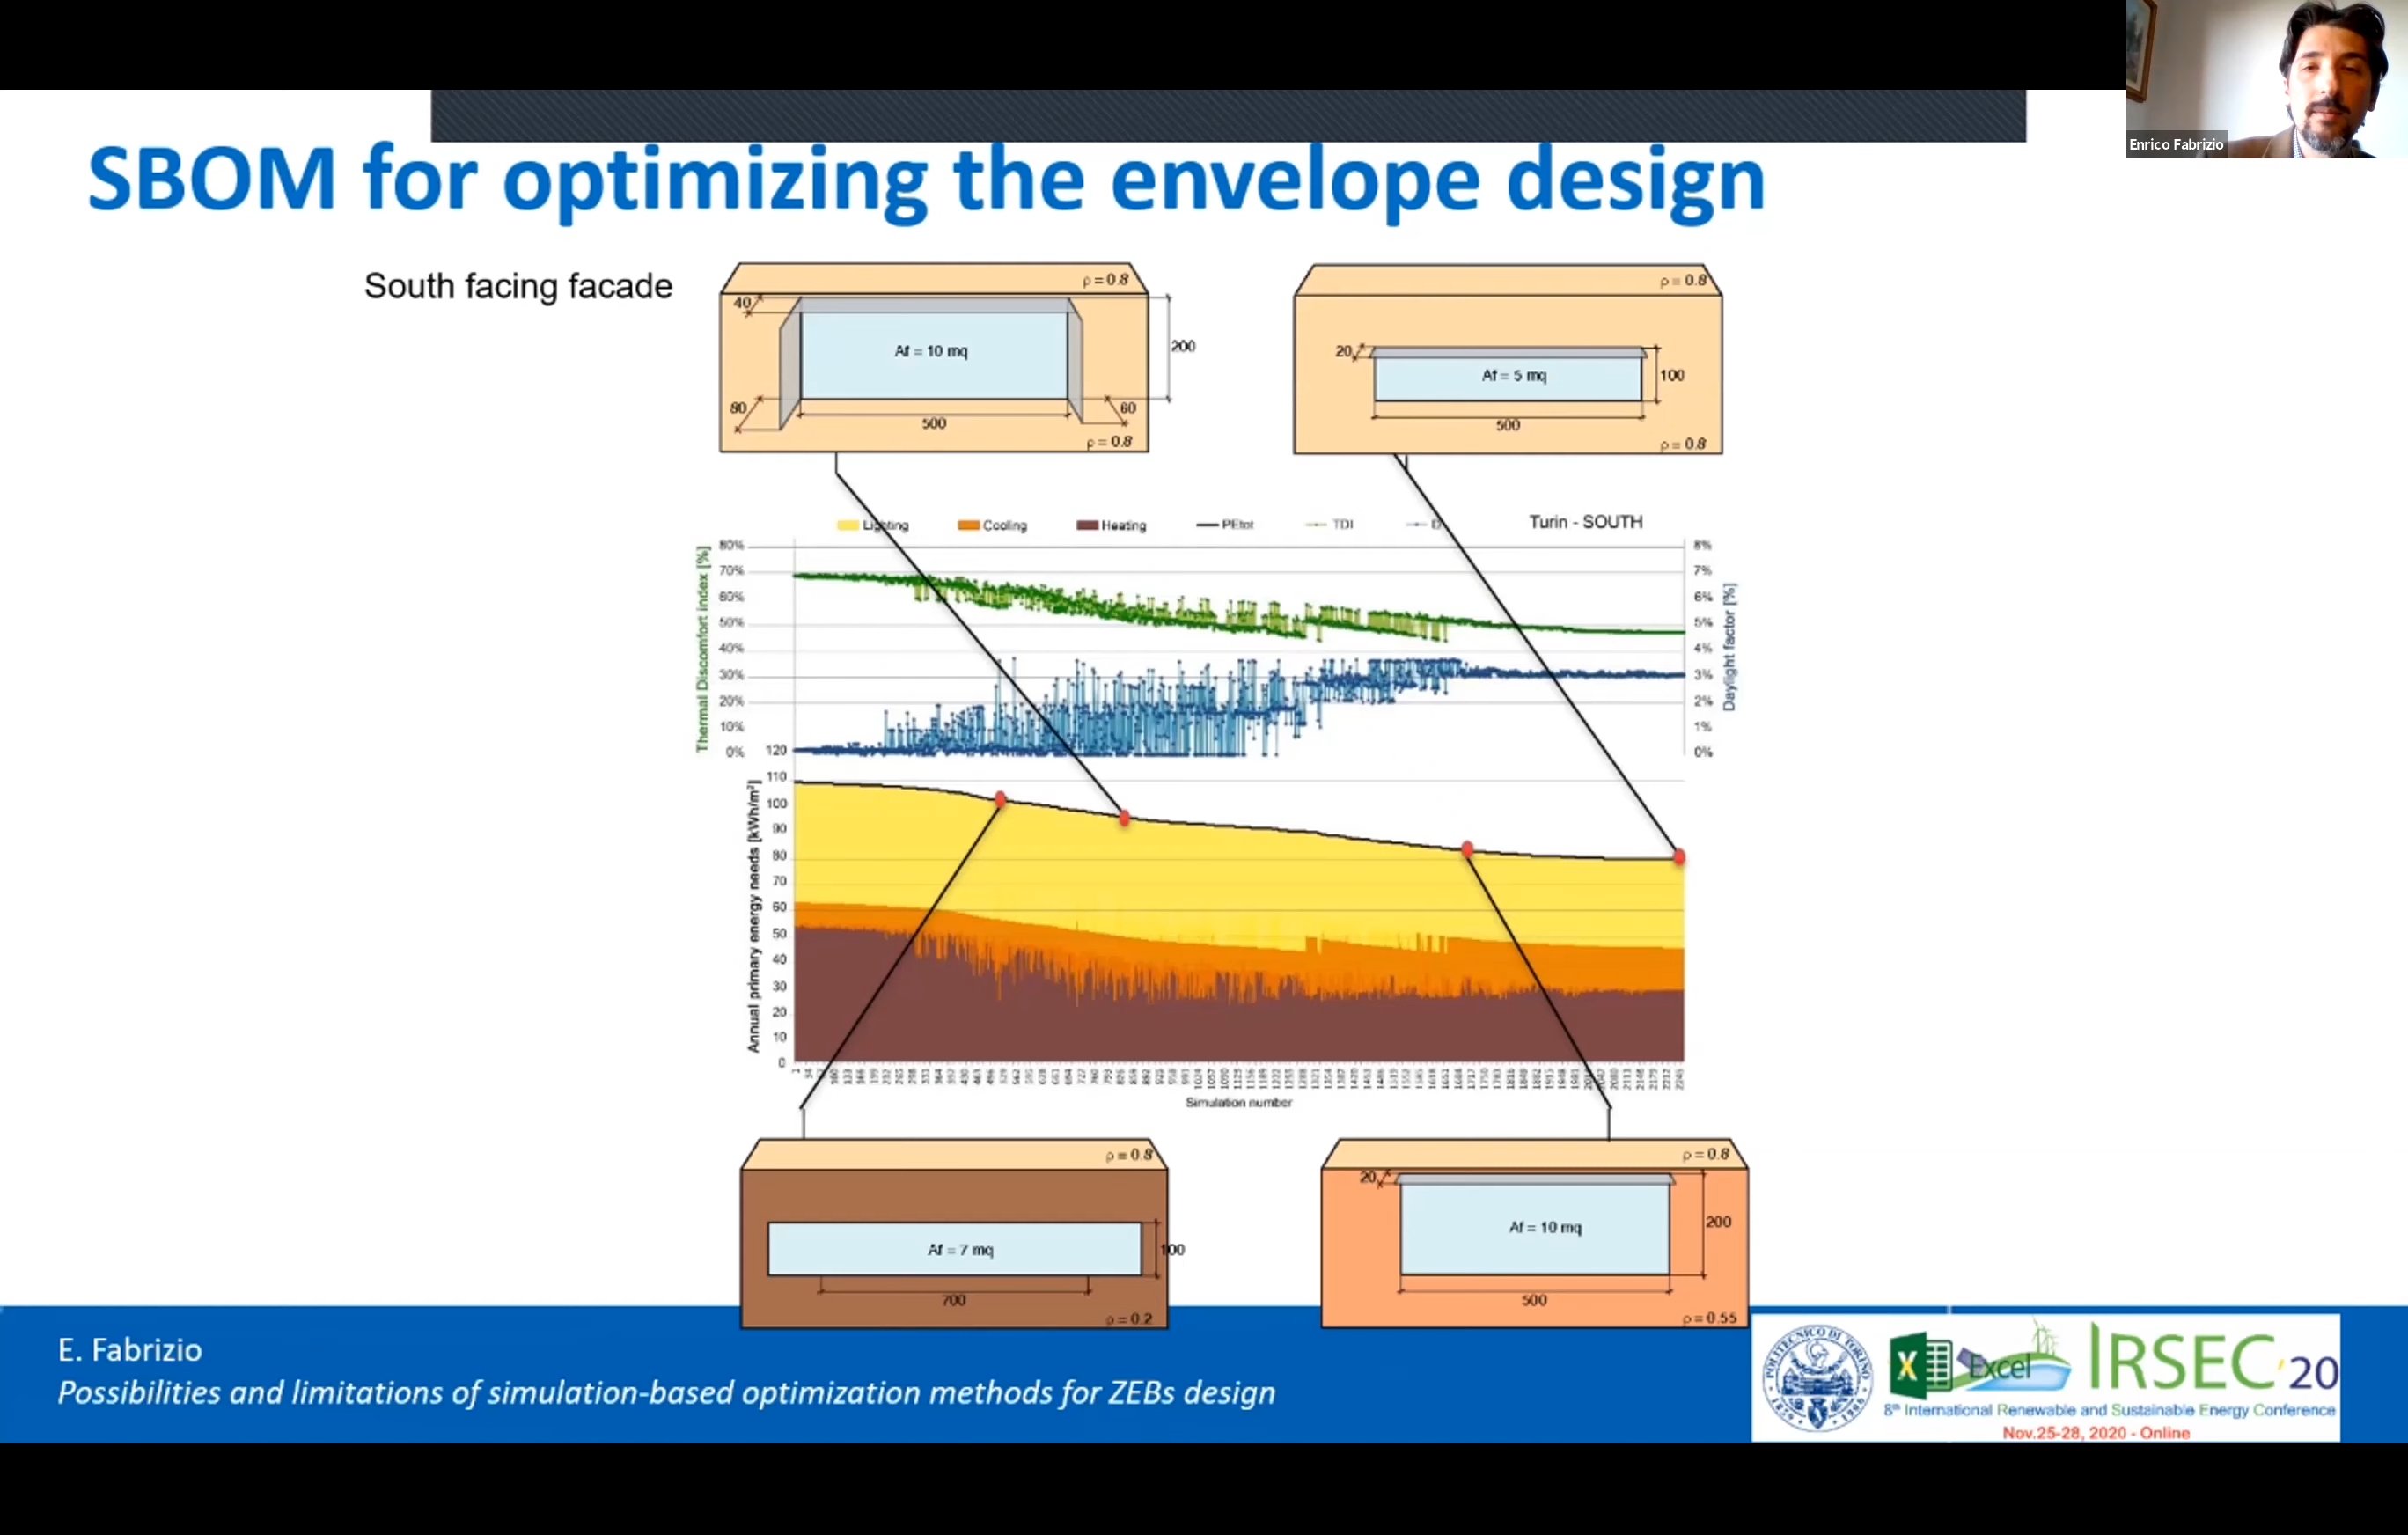 Enrico Fabrizio
SBOM for optimizing the envelope design
South facing facade
ρ = 0.8
40
Af = 10 mq
200
80
60
500
ρ = 0.8
ρ = 0.8
20
Af = 5 mq
100
500
ρ = 0.8
Lighting
Cooling
Heating
PEtot
TDI
Turin - SOUTH
Thermal Discomfort index [%]
80%
70%
60%
50%
40%
30%
20%
10%
0%
8%
7%
6%
5%
4%
3%
2%
1%
0%
Daylight factor [%]
Annual primary energy needs [kWh/m²]
120
110
100
90
80
70
60
50
40
30
20
10
0
Simulation number
ρ = 0.8
Af = 7 mq
100
700
ρ = 0.2
ρ = 0.8
20
Af = 10 mq
200
500
ρ = 0.55
E. Fabrizio
Possibilities and limitations of simulation-based optimization methods for ZEBs design
POLITECNICO DI TORINO
Excel
IRSEC '20
8th International Renewable and Sustainable Energy Conference
Nov.25-28, 2020 - Online